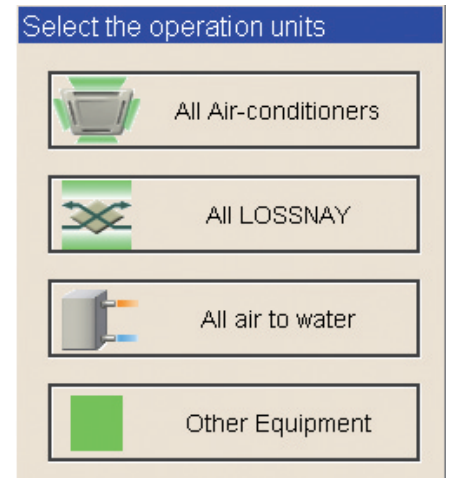 Select the operation units
All Air-conditioners
All LOSSNAY
All air to water
Other Equipment